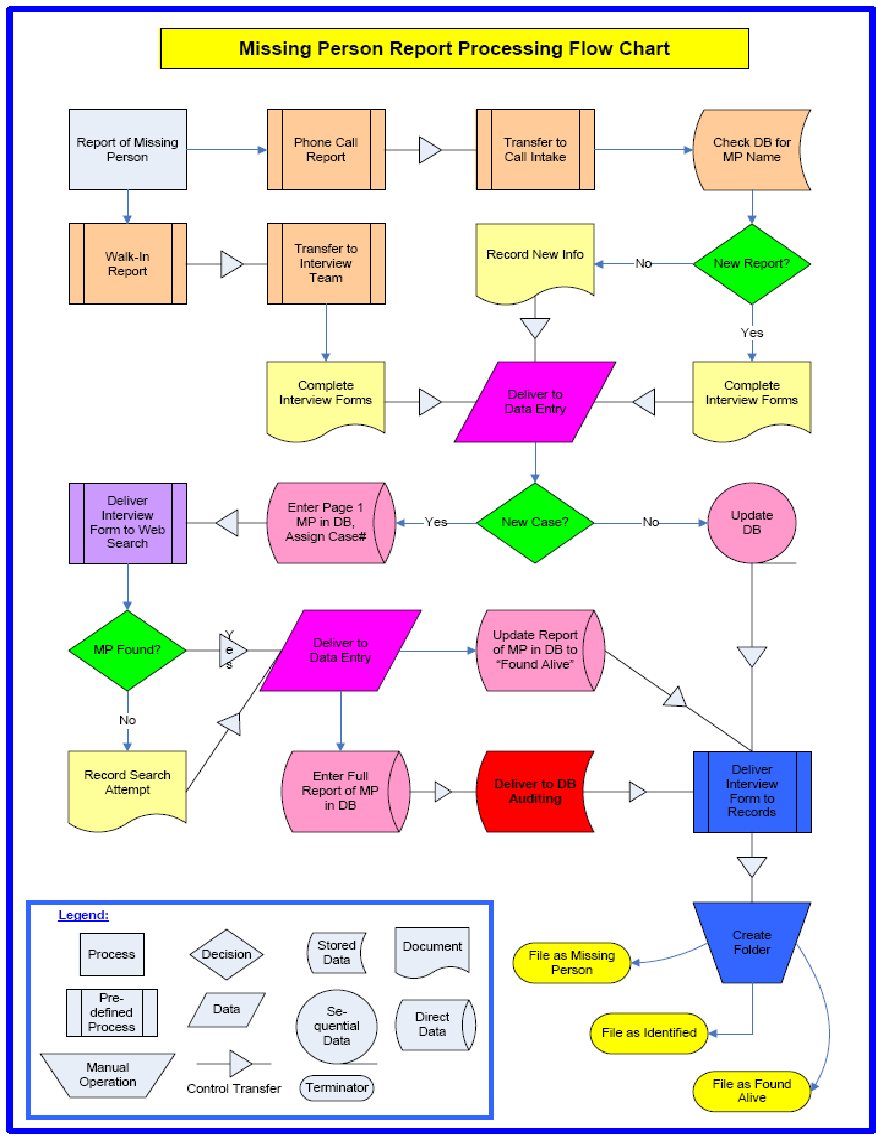 Missing Person Report Processing Flow Chart
Report of Missing
Person
Phone Call
Report
Transfer to
Call Intake
Check DB for
MP Name
Walk-In
Report
Transfer to
Interview
Team
Record New Info
No
New Report?
Yes
Complete
Interview Forms
Deliver to
Data Entry
Complete
Interview Forms
Deliver
Interview
Form to Web
Search
Enter Page 1
MP in DB,
Assign Case#
Yes
New Case?
No
Update
DB
MP Found?
Yes
Deliver to
Data Entry
Update Report
of MP in DB to
“Found Alive”
No
Record Search
Attempt
Enter Full
Report of MP
in DB
Deliver to DB
Auditing
Deliver
Interview
Form to
Records
Create
Folder
File as Missing
Person
File as Identified
File as Found
Alive
Legend:
Process
Decision
Stored
Data
Document
Pre-
defined
Process
Data
Se-
quential
Data
Direct
Data
Manual
Operation
Control Transfer
Terminator